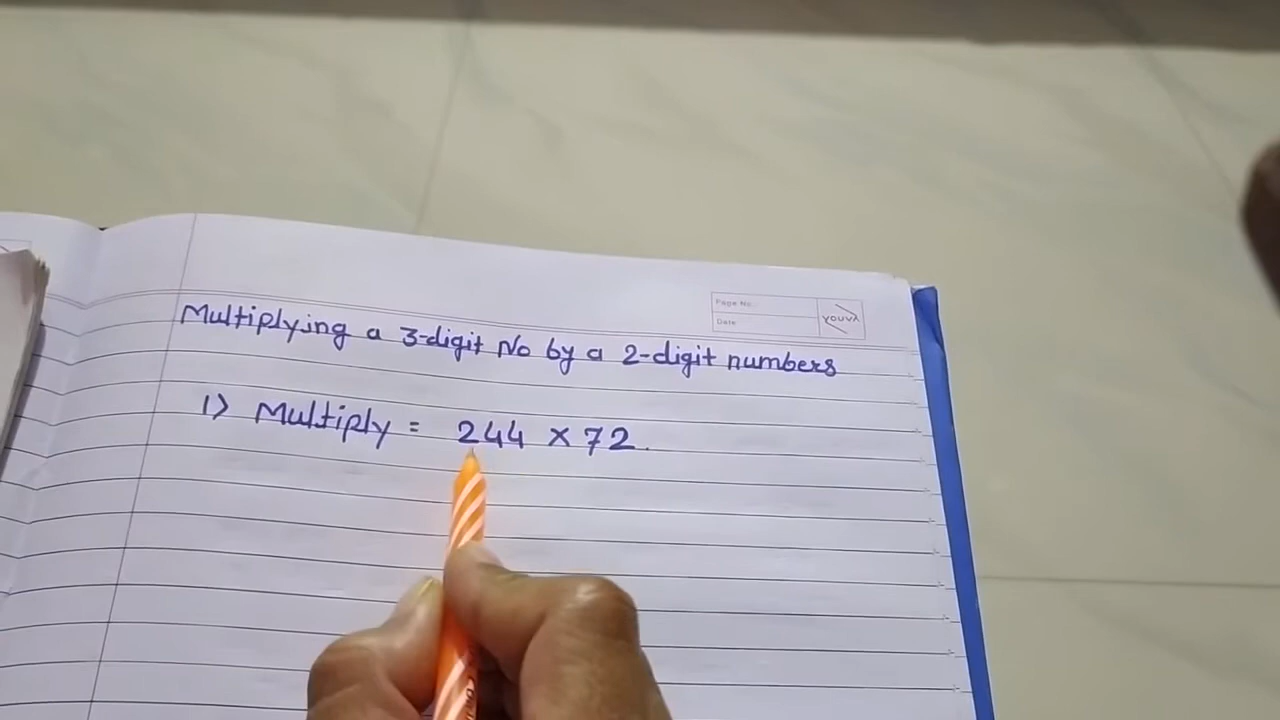 Page No.
Date
YOUVA
Multiplying a 3-digit No by a 2-digit numbers
1) Multiply = 244 × 72.